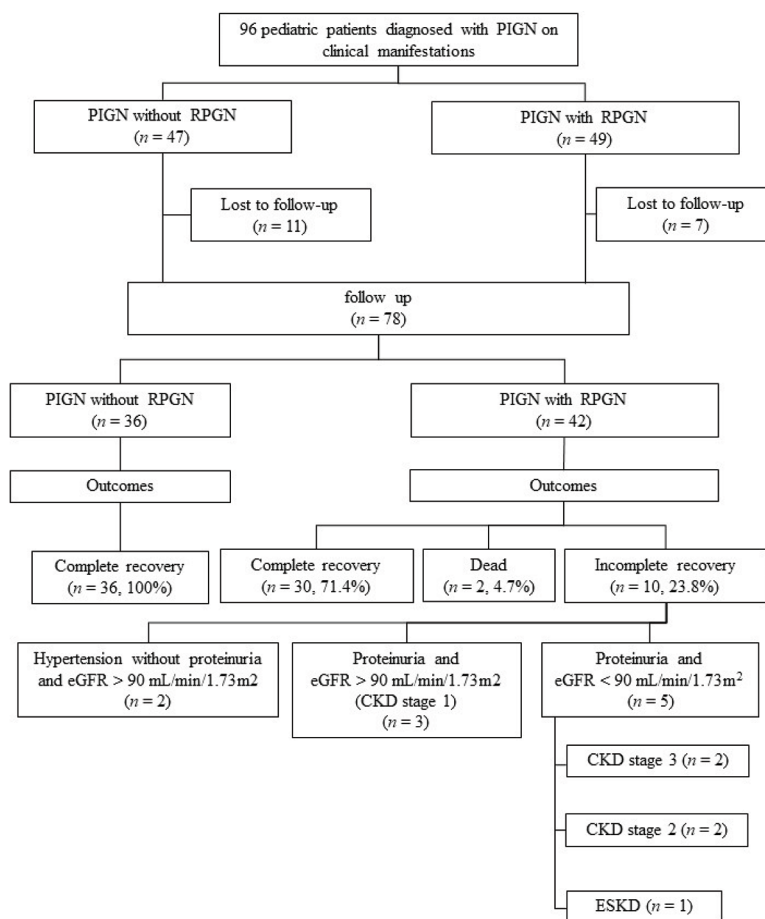 96 pediatric patients diagnosed with PIGN on
clinical manifestations
PIGN without RPGN
(n = 47)
PIGN with RPGN
(n = 49)
Lost to follow-up
(n = 11)
Lost to follow-up
(n = 7)
follow up
(n = 78)
PIGN without RPGN
(n = 36)
PIGN with RPGN
(n = 42)
Outcomes
Outcomes
Complete recovery
(n = 36, 100%)
Complete recovery
(n = 30, 71.4%)
Dead
(n = 2, 4.7%)
Incomplete recovery
(n = 10, 23.8%)
Hypertension without proteinuria
and eGFR > 90 mL/min/1.73m2
(n = 2)
Proteinuria and
eGFR > 90 mL/min/1.73m2
(CKD stage 1)
(n = 3)
Proteinuria and
eGFR < 90 mL/min/1.73m²
(n = 5)
CKD stage 3 (n = 2)
CKD stage 2 (n = 2)
ESKD (n = 1)